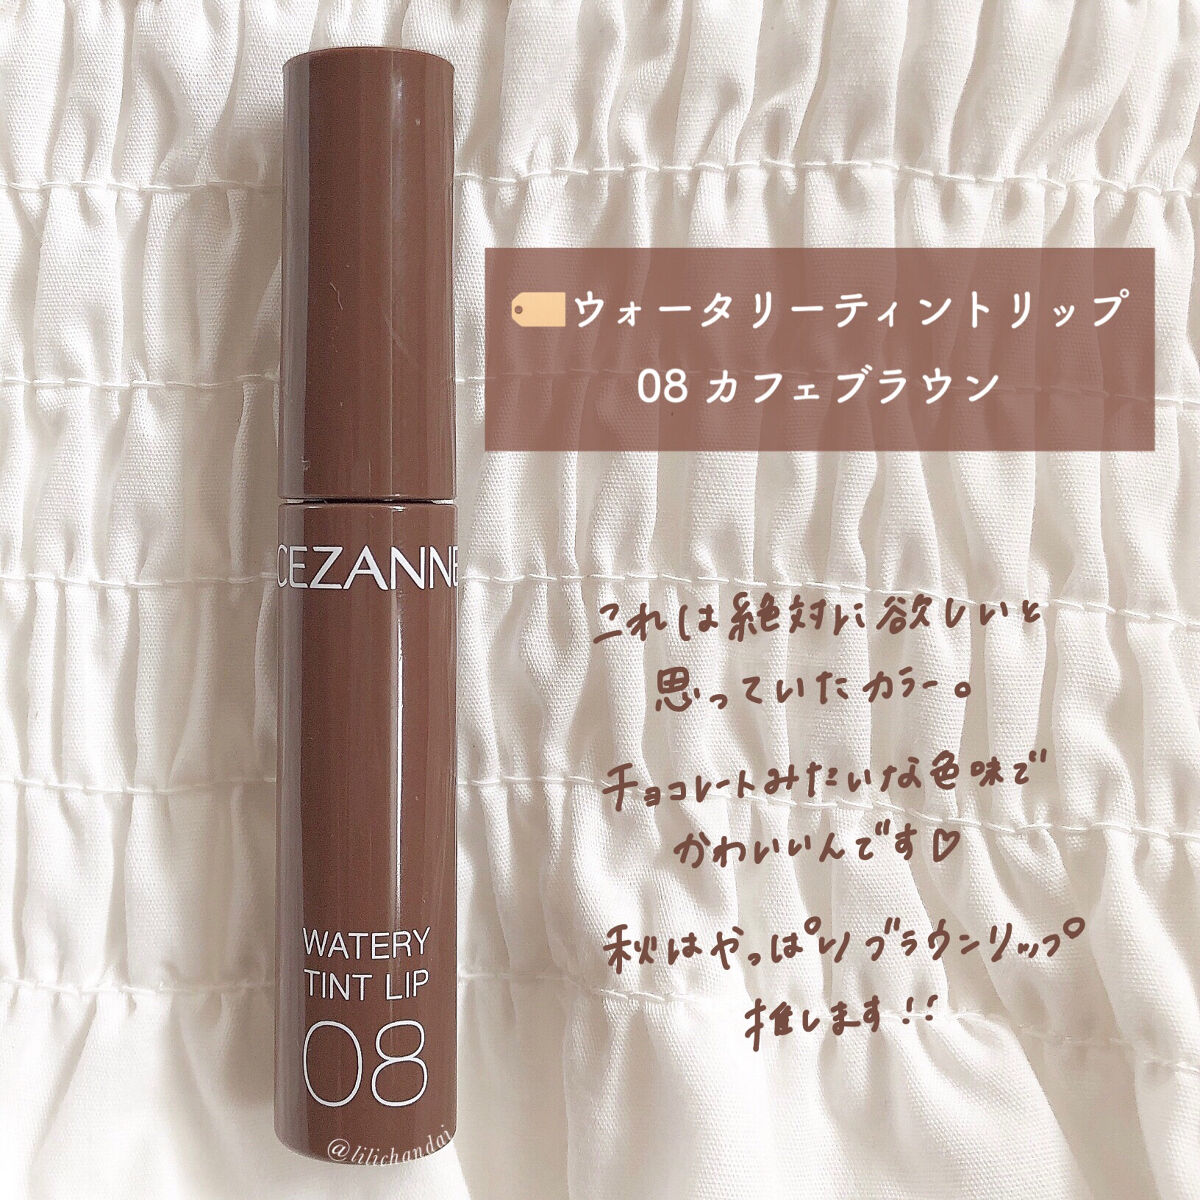 ウォータリーティントリップ
08 カフェブラウン
CEZANNE
これは絶対に欲しいと
思っていたカラー。
チョコレートみたいな色味で
かわいいんです♡
秋はやっぱりブラウンリップ
推します!!
WATERY
TINT LIP
08
@lilichandai